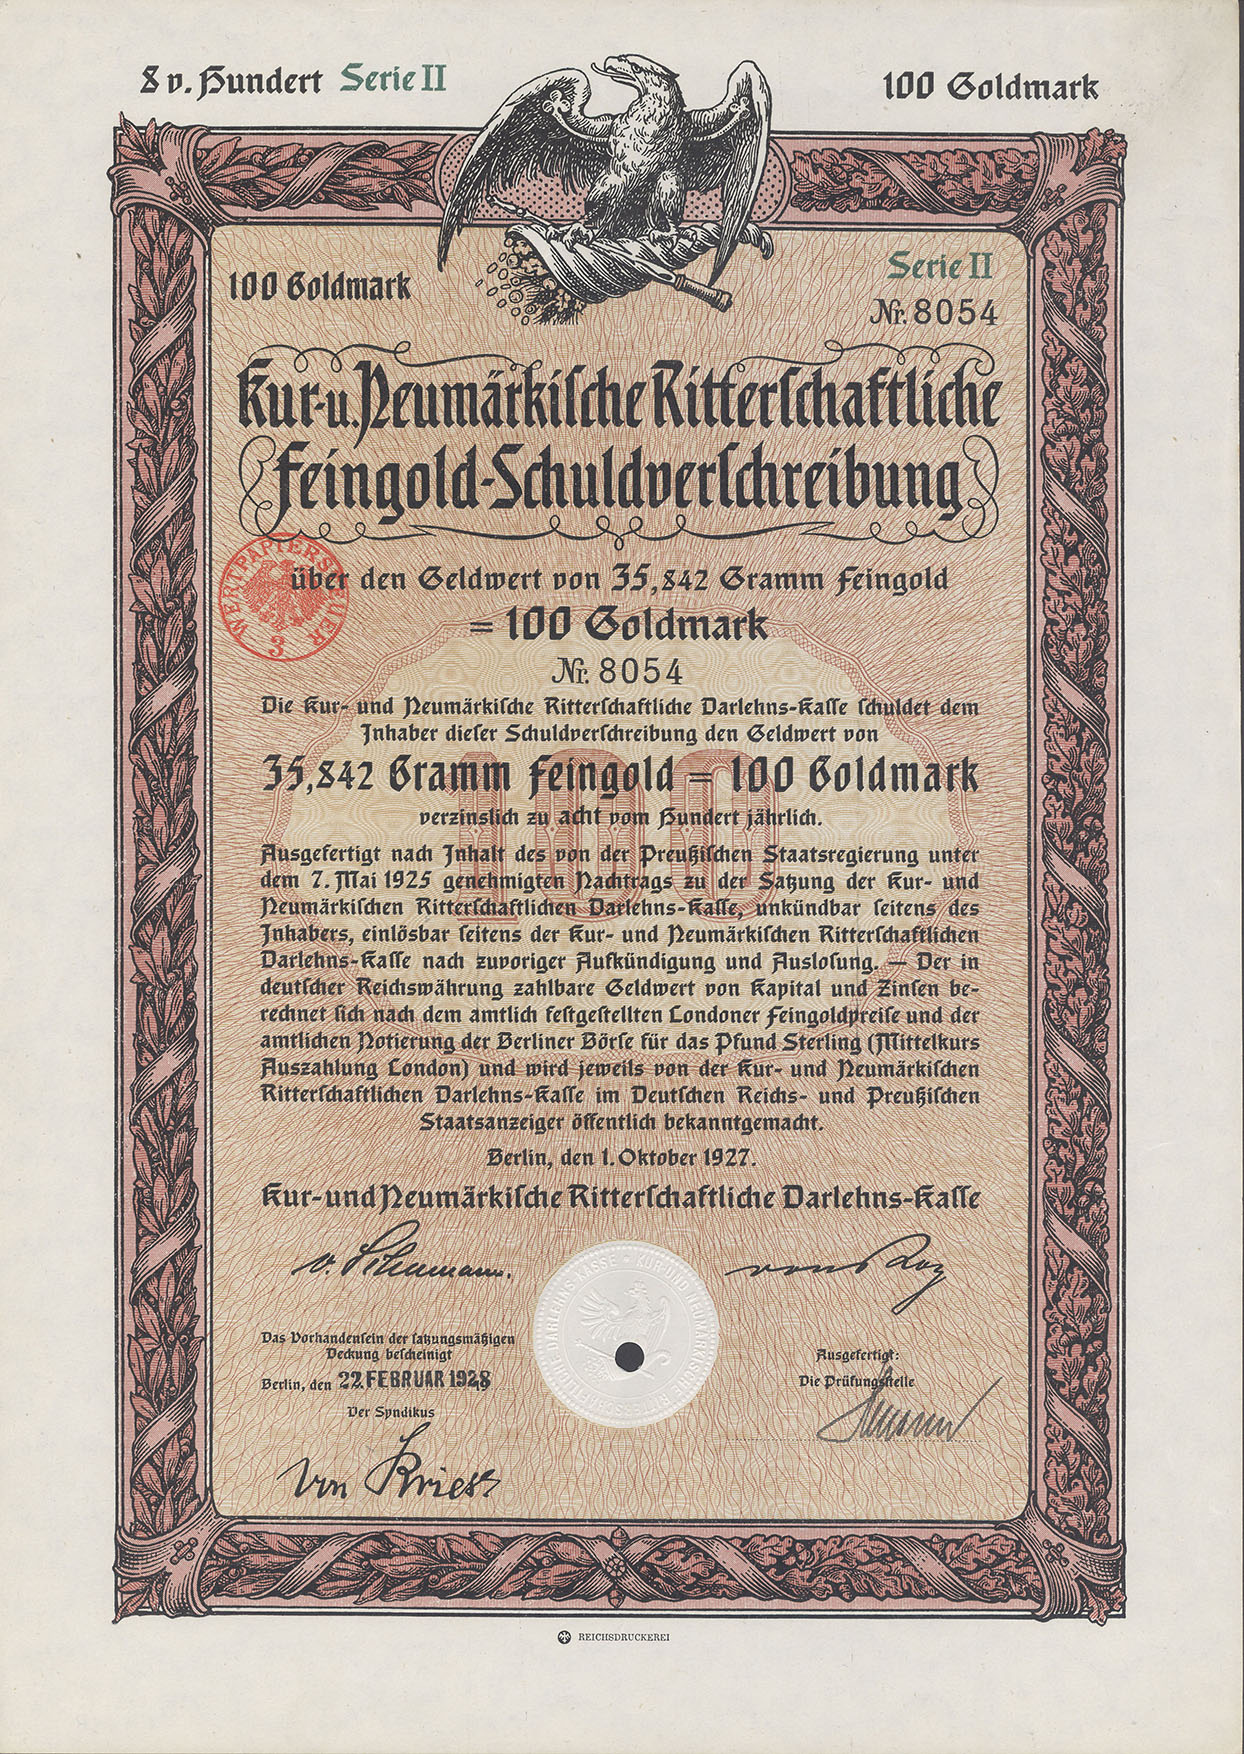 8 v. Hundert Serie II
100 Goldmark
100 Goldmark
Serie II
Nr. 8054
Kur- u. Neumärkische Ritterschaftliche
Feingold-Schuldverschreibung
WERTPAPIERSTEUER
3
über den Geldwert von 35,842 Gramm Feingold
= 100 Goldmark
Nr. 8054
Die Kur- und Neumärkische Ritterschaftliche Darlehns-Kasse schuldet dem
Inhaber dieser Schuldverschreibung den Geldwert von
35,842 Gramm Feingold = 100 Goldmark
verzinslich zu acht vom Hundert jährlich.
100
Ausgefertigt nach Inhalt des von der Preußischen Staatsregierung unter
dem 7. Mai 1925 genehmigten Nachtrags zu der Satzung der Kur- und
Neumärkischen Ritterschaftlichen Darlehns-Kasse, unkündbar seitens des
Inhabers, einlösbar seitens der Kur- und Neumärkischen Ritterschaftlichen
Darlehns-Kasse nach zuvoriger Aufkündigung und Auslosung. — Der in
deutscher Reichswährung zahlbare Geldwert von Kapital und Zinsen be-
rechnet sich nach dem amtlich festgestellten Londoner Feingoldpreise und der
amtlichen Notierung der Berliner Börse für das Pfund Sterling (Mittelkurs
Auszahlung London) und wird jeweils von der Kur- und Neumärkischen
Ritterschaftlichen Darlehns-Kasse im Deutschen Reichs- und Preußischen
Staatsanzeiger öffentlich bekanntgemacht.
Berlin, den 1. Oktober 1927.
Kur- und Neumärkische Ritterschaftliche Darlehns-Kasse
KUR UND NEUMÄRKISCHE RITTERSCHAFTLICHE DARLEHNS KASSE
Das Vorhandensein der satzungsmäßigen
Deckung bescheinigt
Berlin, den 22. FEBRUAR 1928
Der Syndikus
von Kries
Ausgefertigt:
Die Prüfungsstelle
REICHSDRUCKEREI